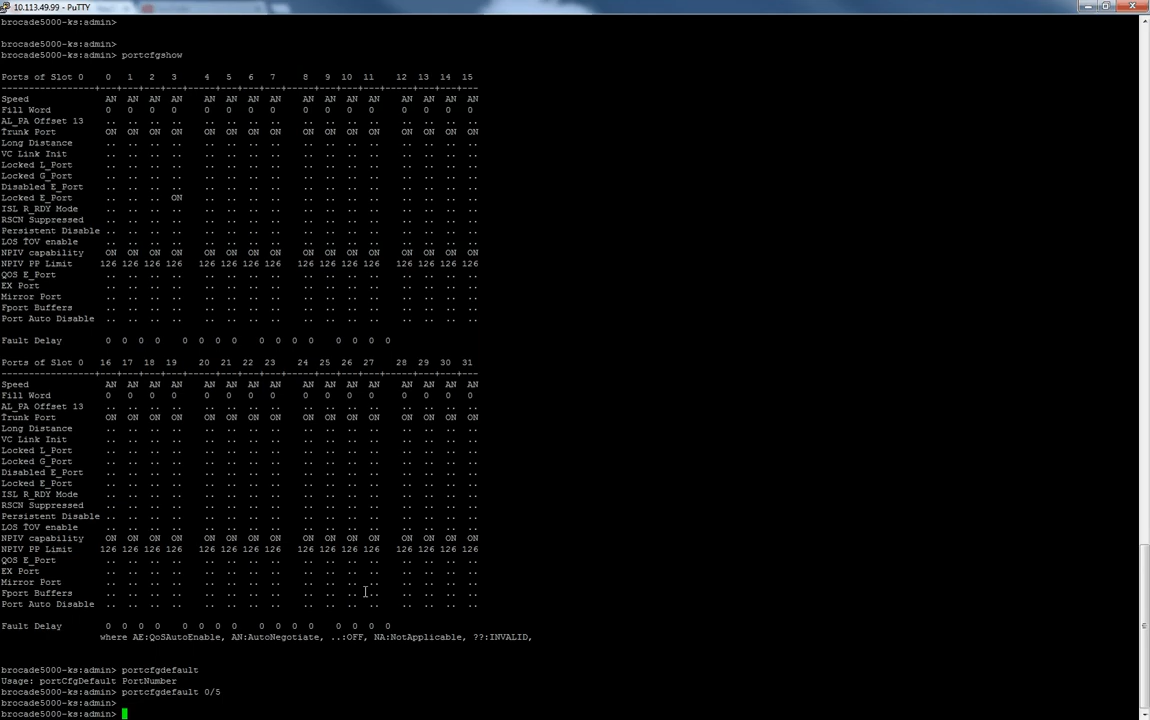 10.113.49.99 - PuTTY
brocade5000-ks:admin>
brocade5000-ks:admin>
brocade5000-ks:admin> portcfgshow
Ports of Slot 0 0 1 2 3 4 5 6 7 8 9 10 11 12 13 14 15
-----------------+---+---+---+---+-----+---+---+---+-----+---+---+---+-----+---+---+---
Speed AN AN AN AN AN AN AN AN AN AN AN AN AN AN AN AN
Fill Word 0 0 0 0 0 0 0 0 0 0 0 0 0 0 0 0
AL_PA Offset 13 .. .. .. .. .. .. .. .. .. .. .. .. .. .. .. ..
Trunk Port ON ON ON ON ON ON ON ON ON ON ON ON ON ON ON ON
Long Distance .. .. .. .. .. .. .. .. .. .. .. .. .. .. .. ..
VC Link Init .. .. .. .. .. .. .. .. .. .. .. .. .. .. .. ..
Locked L_Port .. .. .. .. .. .. .. .. .. .. .. .. .. .. .. ..
Locked G_Port .. .. .. .. .. .. .. .. .. .. .. .. .. .. .. ..
Disabled E_Port .. .. .. .. .. .. .. .. .. .. .. .. .. .. .. ..
Locked E_Port .. .. .. ON .. .. .. .. .. .. .. .. .. .. .. ..
ISL R_RDY Mode .. .. .. .. .. .. .. .. .. .. .. .. .. .. .. ..
RSCN Suppressed .. .. .. .. .. .. .. .. .. .. .. .. .. .. .. ..
Persistent Disable .. .. .. .. .. .. .. .. .. .. .. .. .. .. .. ..
LOS TOV enable .. .. .. .. .. .. .. .. .. .. .. .. .. .. .. ..
NPIV capability ON ON ON ON ON ON ON ON ON ON ON ON ON ON ON ON
NPIV PP Limit 126 126 126 126 126 126 126 126 126 126 126 126 126 126 126 126
QOS E_Port .. .. .. .. .. .. .. .. .. .. .. .. .. .. .. ..
EX Port .. .. .. .. .. .. .. .. .. .. .. .. .. .. .. ..
Mirror Port .. .. .. .. .. .. .. .. .. .. .. .. .. .. .. ..
Fport Buffers .. .. .. .. .. .. .. .. .. .. .. .. .. .. .. ..
Port Auto Disable .. .. .. .. .. .. .. .. .. .. .. .. .. .. .. ..
Fault Delay 0 0 0 0 0 0 0 0 0 0 0 0 0 0 0 0
Ports of Slot 0 16 17 18 19 20 21 22 23 24 25 26 27 28 29 30 31
-----------------+---+---+---+---+-----+---+---+---+-----+---+---+---+-----+---+---+---
Speed AN AN AN AN AN AN AN AN AN AN AN AN AN AN AN AN
Fill Word 0 0 0 0 0 0 0 0 0 0 0 0 0 0 0 0
AL_PA Offset 13 .. .. .. .. .. .. .. .. .. .. .. .. .. .. .. ..
Trunk Port ON ON ON ON ON ON ON ON ON ON ON ON ON ON ON ON
Long Distance .. .. .. .. .. .. .. .. .. .. .. .. .. .. .. ..
VC Link Init .. .. .. .. .. .. .. .. .. .. .. .. .. .. .. ..
Locked L_Port .. .. .. .. .. .. .. .. .. .. .. .. .. .. .. ..
Locked G_Port .. .. .. .. .. .. .. .. .. .. .. .. .. .. .. ..
Disabled E_Port .. .. .. .. .. .. .. .. .. .. .. .. .. .. .. ..
Locked E_Port .. .. .. .. .. .. .. .. .. .. .. .. .. .. .. ..
ISL R_RDY Mode .. .. .. .. .. .. .. .. .. .. .. .. .. .. .. ..
RSCN Suppressed .. .. .. .. .. .. .. .. .. .. .. .. .. .. .. ..
Persistent Disable .. .. .. .. .. .. .. .. .. .. .. .. .. .. .. ..
LOS TOV enable .. .. .. .. .. .. .. .. .. .. .. .. .. .. .. ..
NPIV capability ON ON ON ON ON ON ON ON ON ON ON ON ON ON ON ON
NPIV PP Limit 126 126 126 126 126 126 126 126 126 126 126 126 126 126 126 126
QOS E_Port .. .. .. .. .. .. .. .. .. .. .. .. .. .. .. ..
EX Port .. .. .. .. .. .. .. .. .. .. .. .. .. .. .. ..
Mirror Port .. .. .. .. .. .. .. .. .. .. .. .. .. .. .. ..
Fport Buffers .. .. .. .. .. .. .. .. .. .. .. .. .. .. .. ..
Port Auto Disable .. .. .. .. .. .. .. .. .. .. .. .. .. .. .. ..
Fault Delay 0 0 0 0 0 0 0 0 0 0 0 0 0 0 0 0
where AE:QoSAutoEnable, AN:AutoNegotiate, ..:OFF, NA:NotApplicable, ??:INVALID,
brocade5000-ks:admin> portcfgdefault
Usage: portCfgDefault PortNumber
brocade5000-ks:admin> portcfgdefault 0/5
brocade5000-ks:admin>
brocade5000-ks:admin>